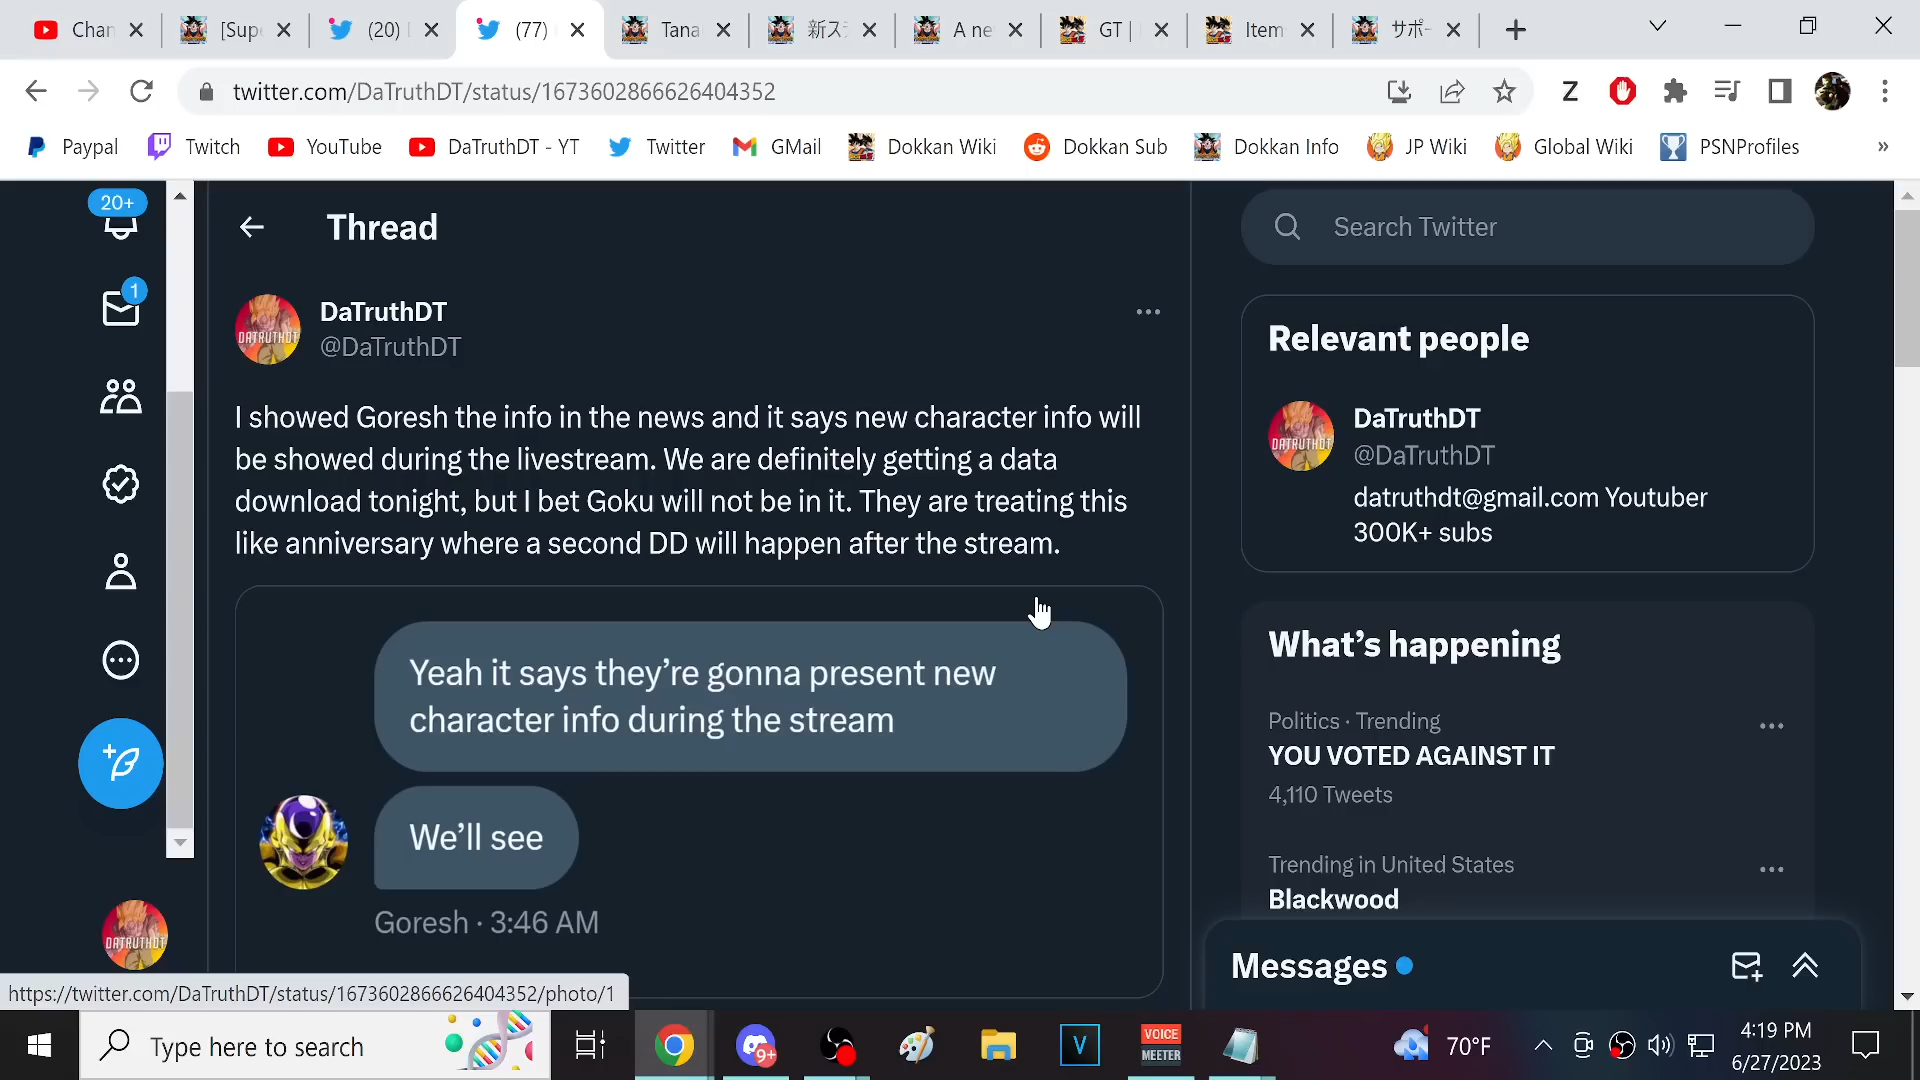 Chan
[Supe
(20)
(77)
Tana
新ス
A ne
GT |
Item
サポー
twitter.com/DaTruthDT/status/1673602866626404352
Z
Paypal
Twitch
YouTube
DaTruthDT - YT
Twitter
GMail
Dokkan Wiki
Dokkan Sub
Dokkan Info
JP Wiki
Global Wiki
PSNProfiles
»
20+
1
Thread
Search Twitter
DATRUTHDT
DaTruthDT
@DaTruthDT
I showed Goresh the info in the news and it says new character info will
be showed during the livestream. We are definitely getting a data
download tonight, but I bet Goku will not be in it. They are treating this
like anniversary where a second DD will happen after the stream.
Yeah it says they’re gonna present new
character info during the stream
We’ll see
Goresh · 3:46 AM
Relevant people
DATRUTHDT
DaTruthDT
@DaTruthDT
datruthdt@gmail.com Youtuber
300K+ subs
What’s happening
Politics · Trending
YOU VOTED AGAINST IT
4,110 Tweets
Trending in United States
Blackwood
Messages
DATRUTHDT
https://twitter.com/DaTruthDT/status/1673602866626404352/photo/1
Type here to search
9+
V
VOICE
MEETER
70°F
4:19 PM
6/27/2023